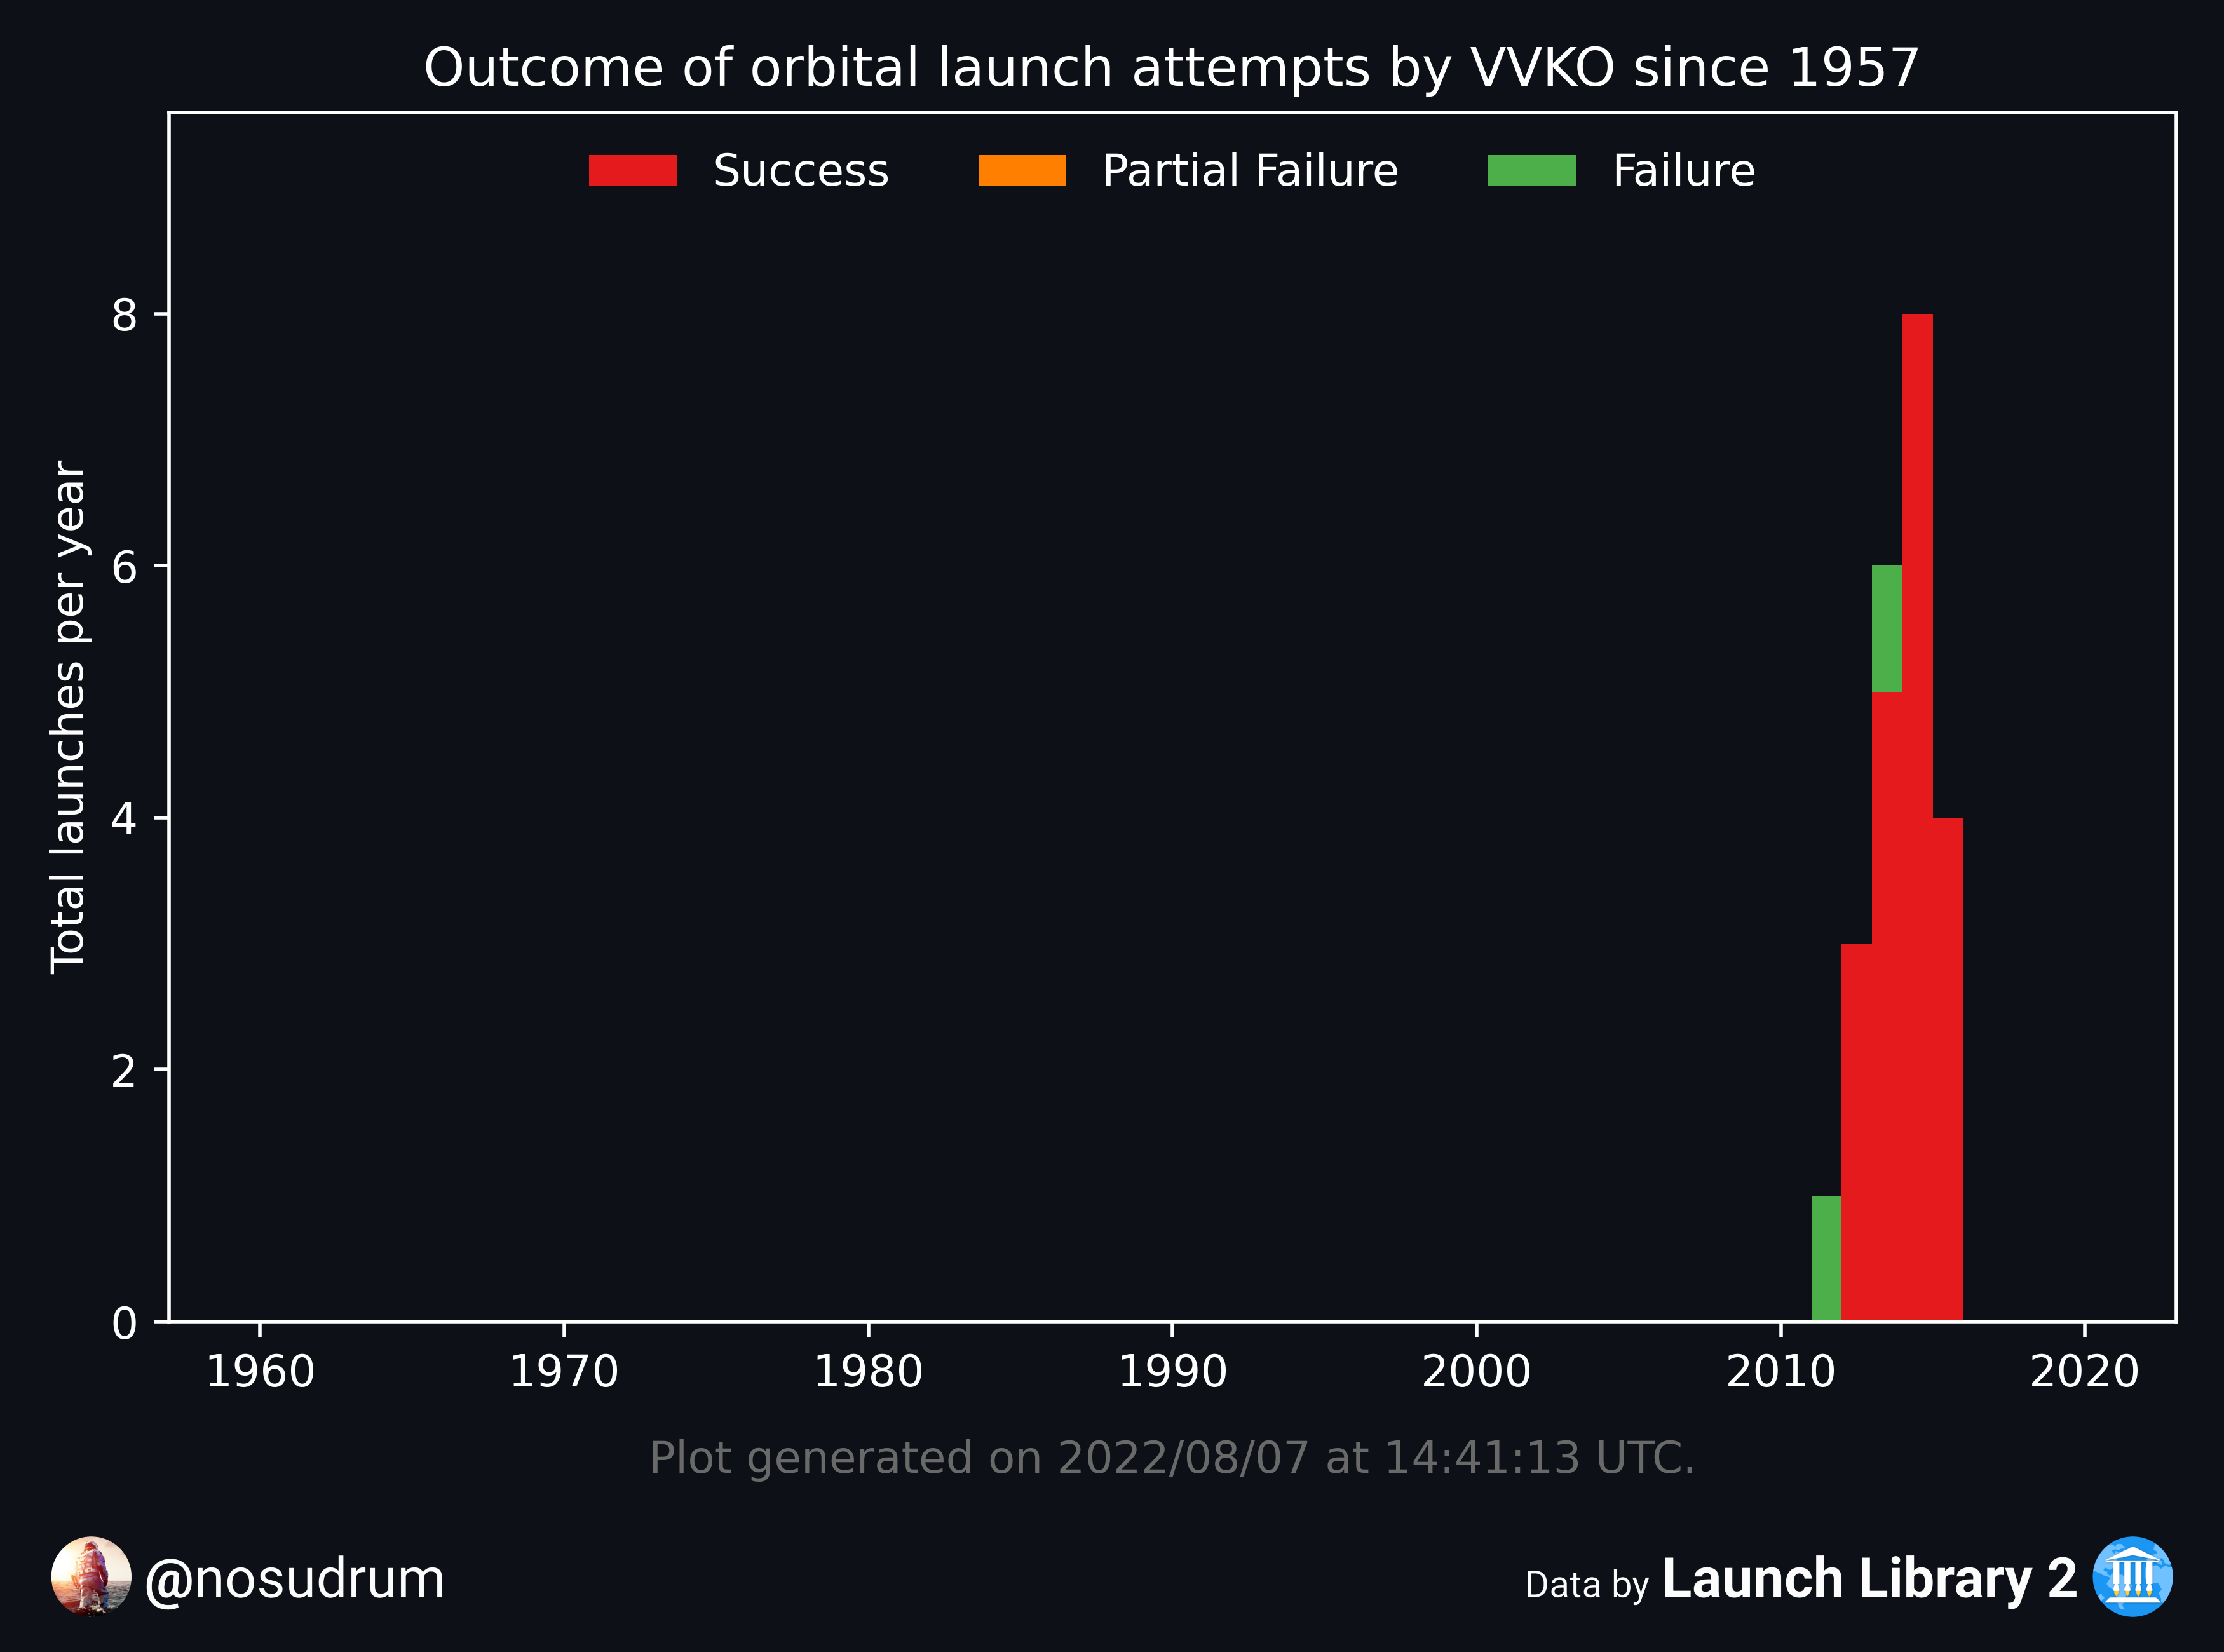 Outcome of orbital launch attempts by VVKO since 1957
Success Partial Failure Failure
Total launches per year
8
6
4
2
0
1960 1970 1980 1990 2000 2010 2020
Plot generated on 2022/08/07 at 14:41:13 UTC.
@nosudrum
Data by Launch Library 2